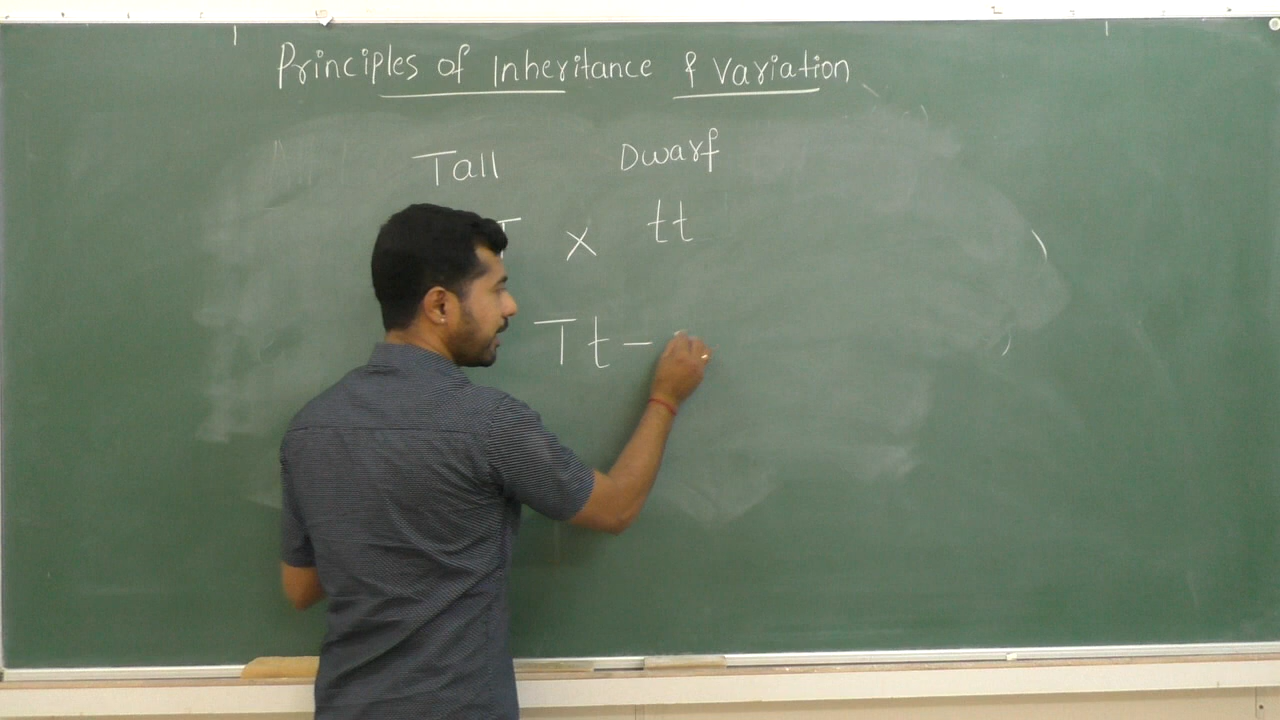 Principles of Inheritance & Variation
Tall Dwarf
T × tt
Tt –